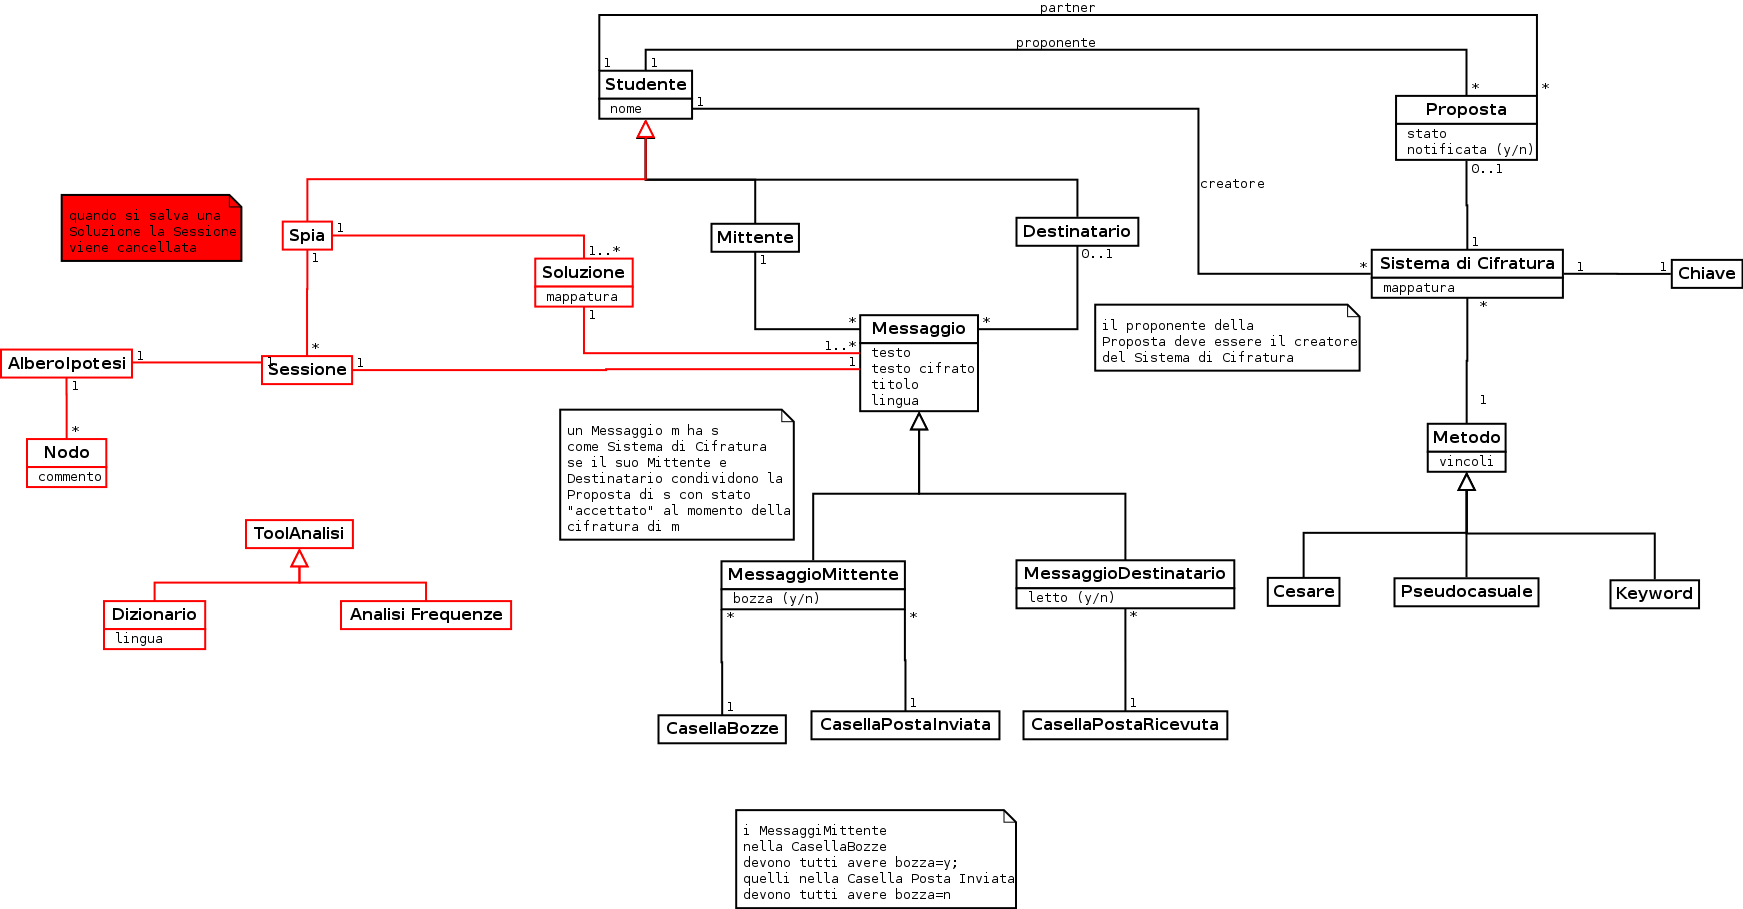 partner
proponente
1
1
*
*
Studente
nome
1
Proposta
stato
notificata (y/n)
0..1
creatore
quando si salva una
Soluzione la Sessione
viene cancellata
Spia
1
1
1..*
Mittente
1
Destinatario
0..1
1
*
Sistema di Cifratura
mappatura
1
1
Chiave
*
Soluzione
mappatura
1
il proponente della
Proposta deve essere il creatore
del Sistema di Cifratura
*
*
1..*
1
Messaggio
testo
testo cifrato
titolo
lingua
AlberoIpotesi
1
1
1
*
Sessione
1
*
Nodo
commento
un Messaggio m ha s
come Sistema di Cifratura
se il suo Mittente e
Destinatario condividono la
Proposta di s con stato
"accettato" al momento della
cifratura di m
1
Metodo
vincoli
ToolAnalisi
Dizionario
lingua
Analisi Frequenze
MessaggioMittente
bozza (y/n)
*
*
MessaggioDestinatario
letto (y/n)
*
Cesare
Pseudocasuale
Keyword
1
CasellaBozze
1
CasellaPostaInviata
1
CasellaPostaRicevuta
i MessaggiMittente
nella CasellaBozze
devono tutti avere bozza=y;
quelli nella Casella Posta Inviata
devono tutti avere bozza=n